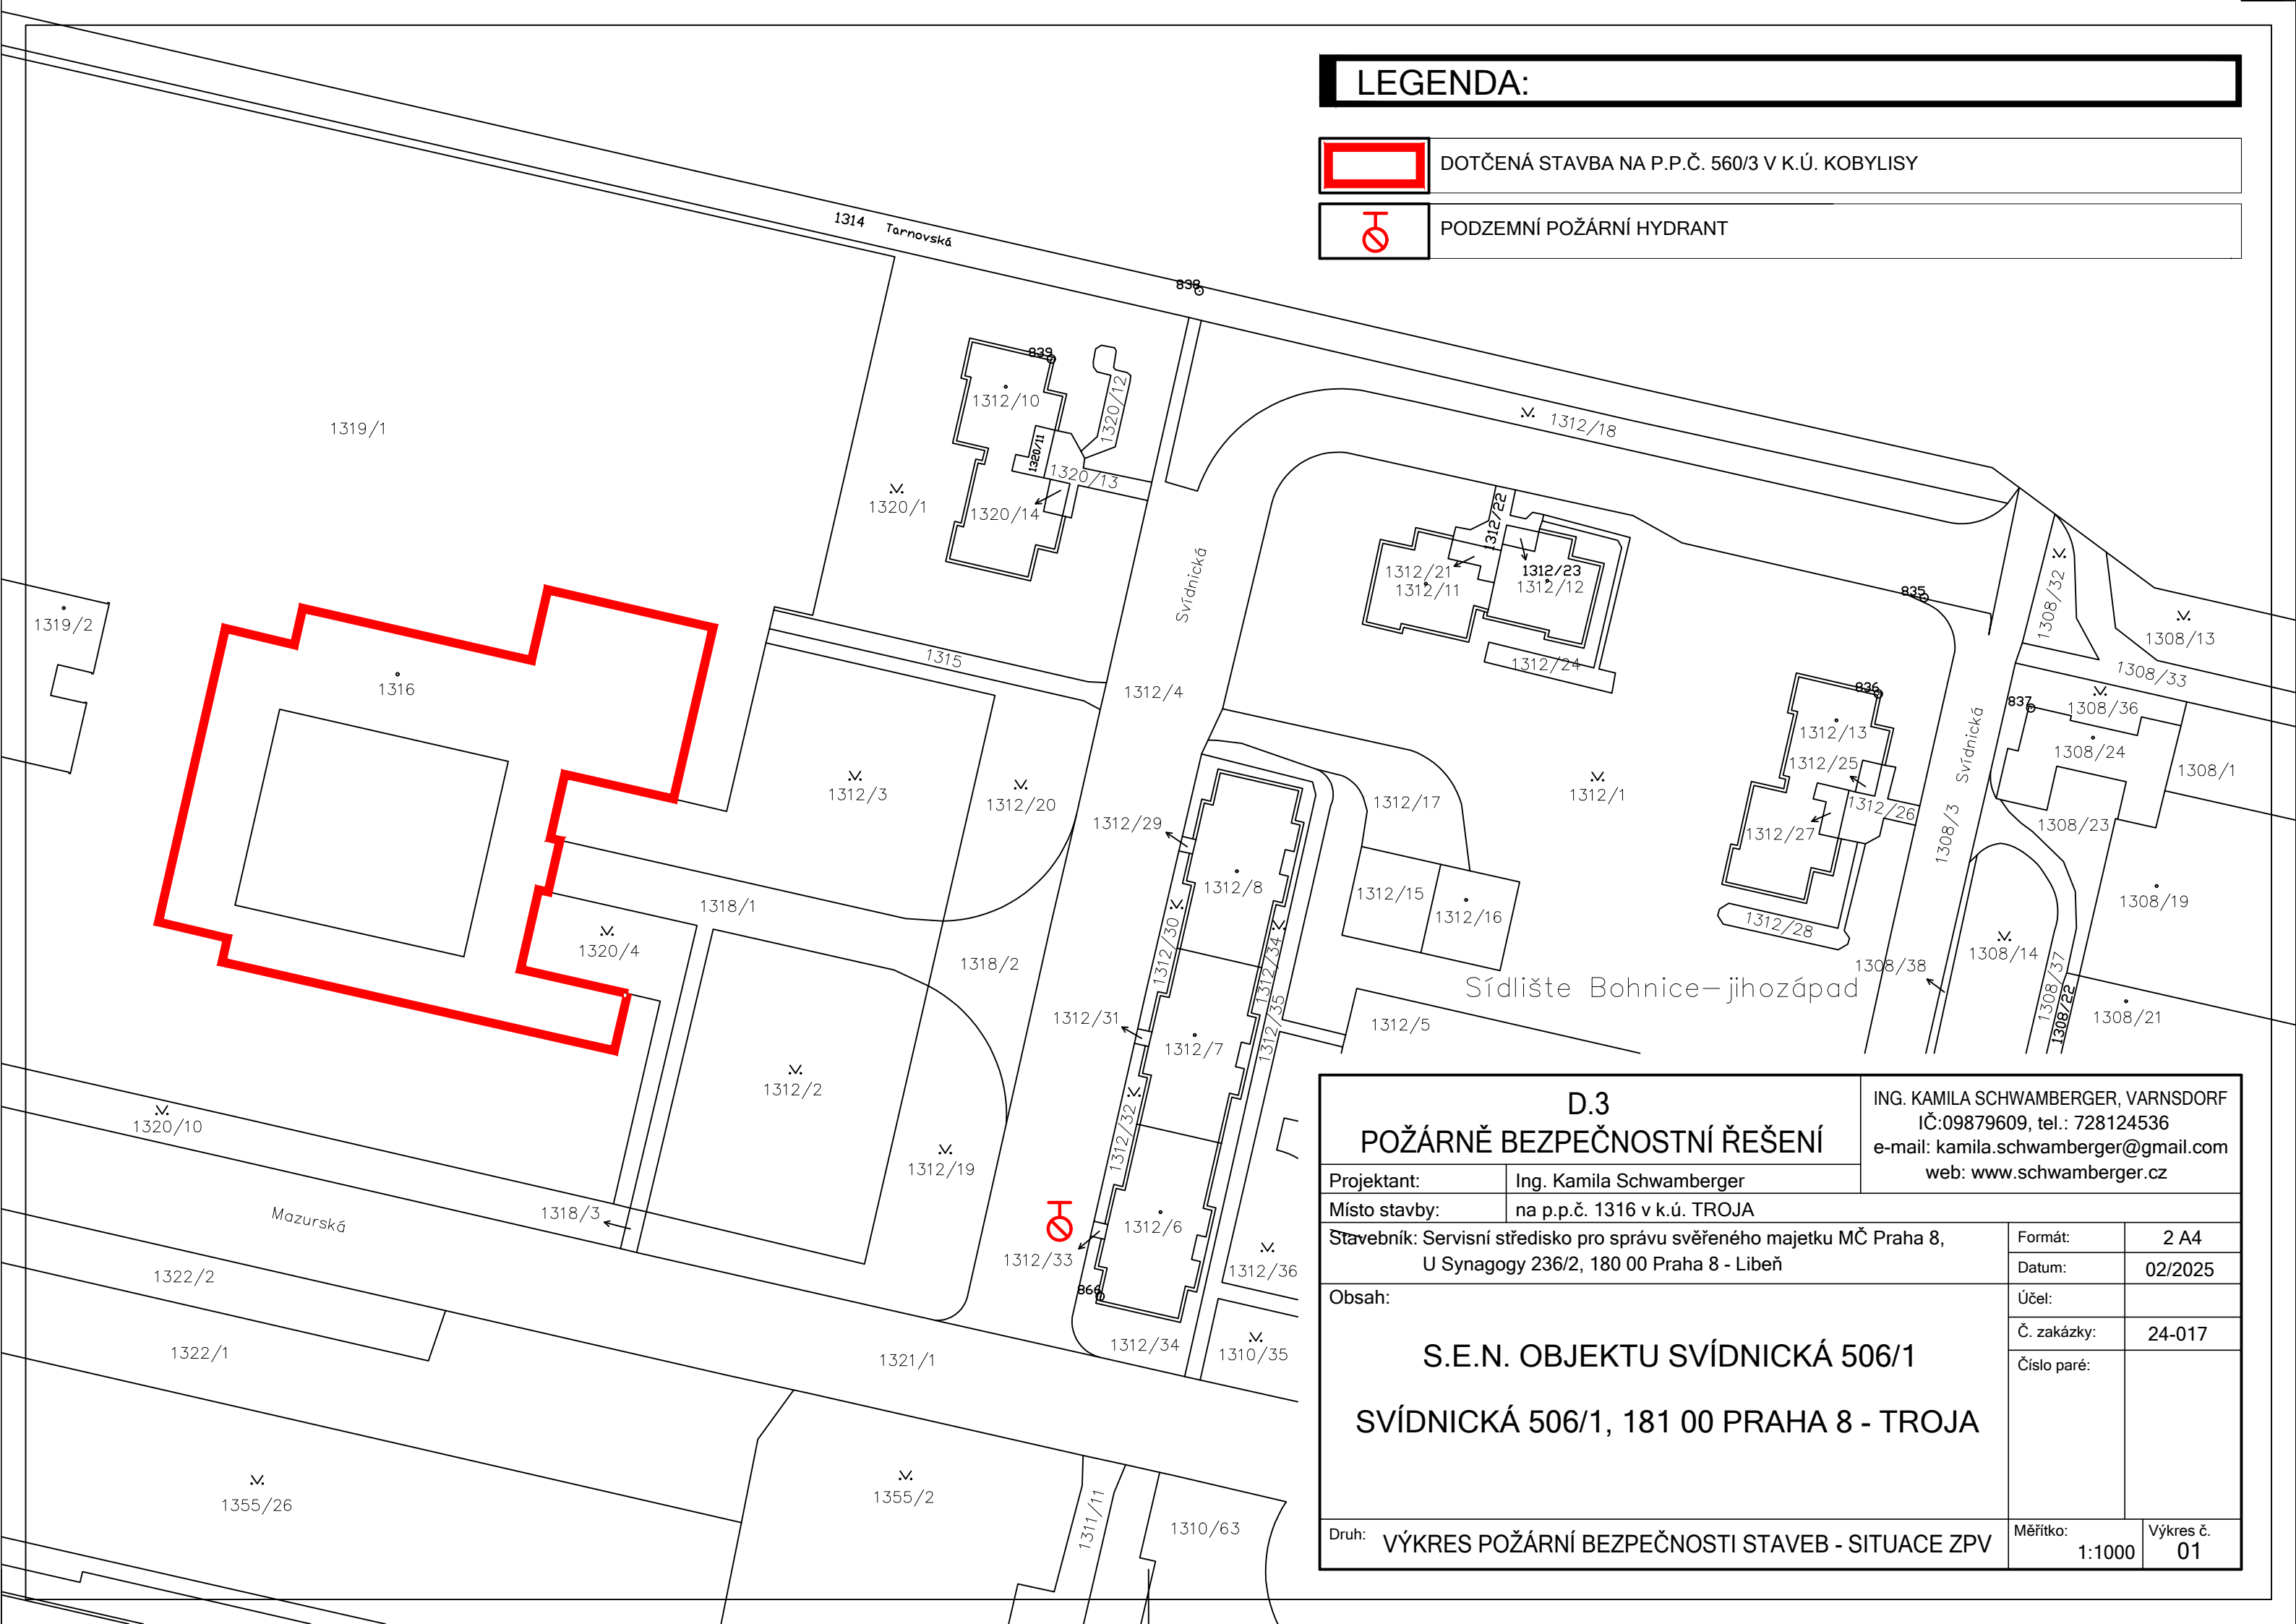 LEGENDA:
DOTČENÁ STAVBA NA P.P.Č. 560/3 V K.Ú. KOBYLISY
PODZEMNÍ POŽÁRNÍ HYDRANT
1314 Tarnovská
838
839
1312/10
1320/12
1319/1
1320/11
1320/13
1320/1
1320/14
1312/18
1312/22
1312/21
1312/11
1312/23
1312/12
1312/24
Svídnická
835
1308/32
1308/13
1308/33
1319/2
1316
1315
1312/4
836
837
1308/36
1312/13
1308/24
1312/25
1308/1
Svídnická
1312/3
1312/20
1312/17
1312/1
1312/29
1312/26
1312/27
1308/3
1308/23
1312/8
1312/15
1312/16
1308/19
1318/1
1312/28
1320/4
1318/2
1312/30
1312/34
1308/14
1308/38
Sídliště Bohnice-jihozápad
1308/37
1308/22
1308/21
1312/31
1312/7
1312/35
1312/5
1312/2
1320/10
1312/32
1312/19
1318/3
Mazurská
1312/6
1312/33
1312/36
866
1322/2
1312/34
1310/35
1322/1
1321/1
1355/26
1355/2
1311/11
1310/63
D.3
POŽÁRNĚ BEZPEČNOSTNÍ ŘEŠENÍ
ING. KAMILA SCHWAMBERGER, VARNSDORF
IČ:09879609, tel.: 728124536
e-mail: kamila.schwamberger@gmail.com
web: www.schwamberger.cz
Projektant: Ing. Kamila Schwamberger
Místo stavby: na p.p.č. 1316 v k.ú. TROJA
Stavebník: Servisní středisko pro správu svěřeného majetku MČ Praha 8,
U Synagogy 236/2, 180 00 Praha 8 - Libeň
Formát: 2 A4
Datum: 02/2025
Účel:
Č. zakázky: 24-017
Číslo paré:
Obsah:
S.E.N. OBJEKTU SVÍDNICKÁ 506/1
SVÍDNICKÁ 506/1, 181 00 PRAHA 8 - TROJA
Druh: VÝKRES POŽÁRNÍ BEZPEČNOSTI STAVEB - SITUACE ZPV
Měřítko: 1:1000
Výkres č. 01